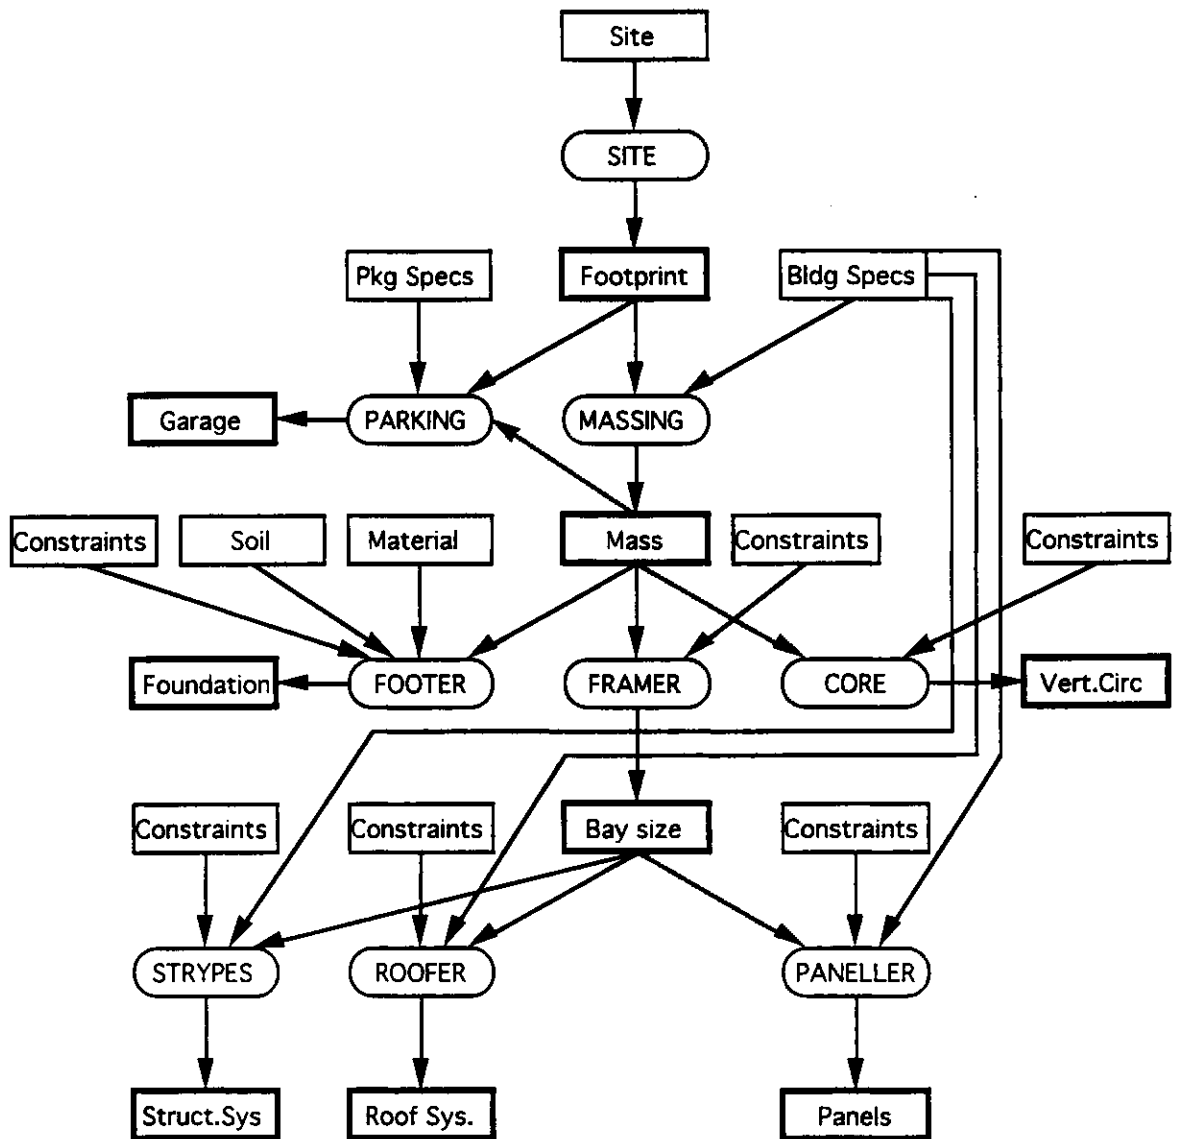 Site
SITE
Pkg Specs
Footprint
Bldg Specs
Garage
PARKING
MASSING
Constraints
Soil
Material
Mass
Constraints
Constraints
Foundation
FOOTER
FRAMER
CORE
Vert.Circ
Constraints
Constraints
Bay size
Constraints
STRYPES
ROOFER
PANELLER
Struct.Sys
Roof Sys.
Panels